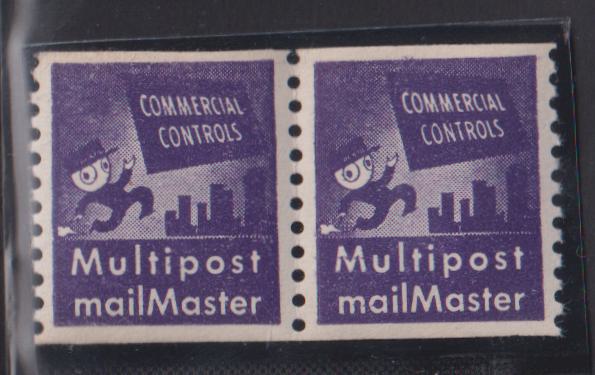 COMMERCIAL
CONTROLS
Multipost
mailMaster
COMMERCIAL
CONTROLS
Multipost
mailMaster